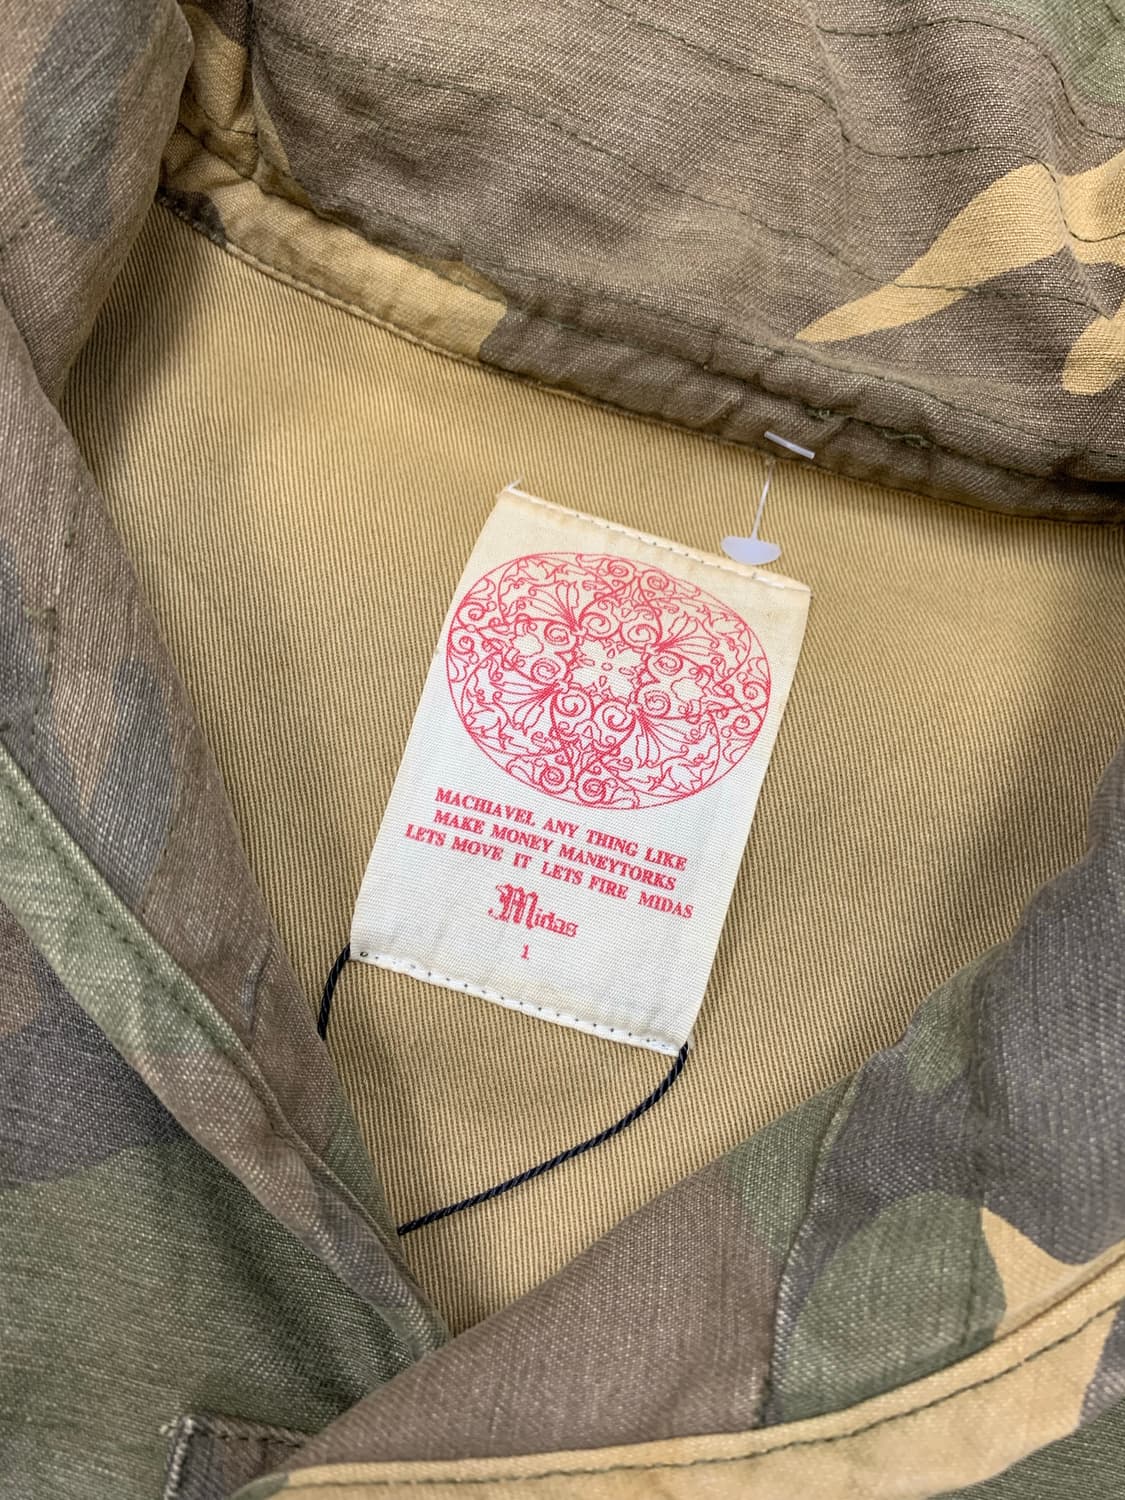 MACHIAVEL ANY THING LIKE
MAKE MONEY MANEYTORKS
LETS MOVE IT LETS FIRE MIDAS
Midas
1